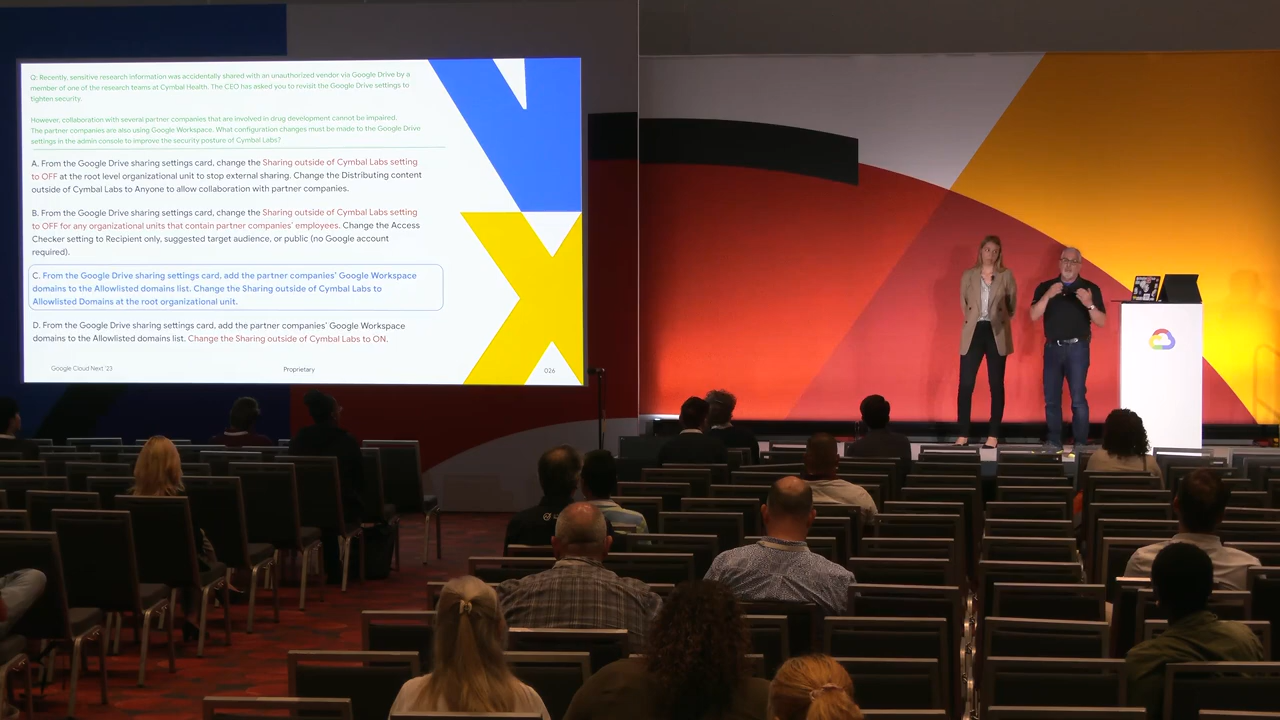 Q: Recently, sensitive research information was accidentally shared with an unauthorized vendor via Google Drive by a
member of one of the research teams at Cymbal Health. The CEO has asked you to revisit the Google Drive settings to
tighten security.
However, collaboration with several partner companies that are involved in drug development cannot be impaired.
The partner companies are also using Google Workspace. What configuration changes must be made to the Google Drive
settings in the admin console to improve the security posture of Cymbal Labs?
A. From the Google Drive sharing settings card, change the Sharing outside of Cymbal Labs setting
to OFF at the root level organizational unit to stop external sharing. Change the Distributing content
outside of Cymbal Labs to Anyone to allow collaboration with partner companies.
B. From the Google Drive sharing settings card, change the Sharing outside of Cymbal Labs setting
to OFF for any organizational units that contain partner companies' employees. Change the Access
Checker setting to Recipient only, suggested target audience, or public (no Google account
required).
C. From the Google Drive sharing settings card, add the partner companies' Google Workspace
domains to the Allowlisted domains list. Change the Sharing outside of Cymbal Labs to
Allowlisted Domains at the root organizational unit.
D. From the Google Drive sharing settings card, add the partner companies' Google Workspace
domains to the Allowlisted domains list. Change the Sharing outside of Cymbal Labs to ON.
Google Cloud Next '23
Proprietary
026